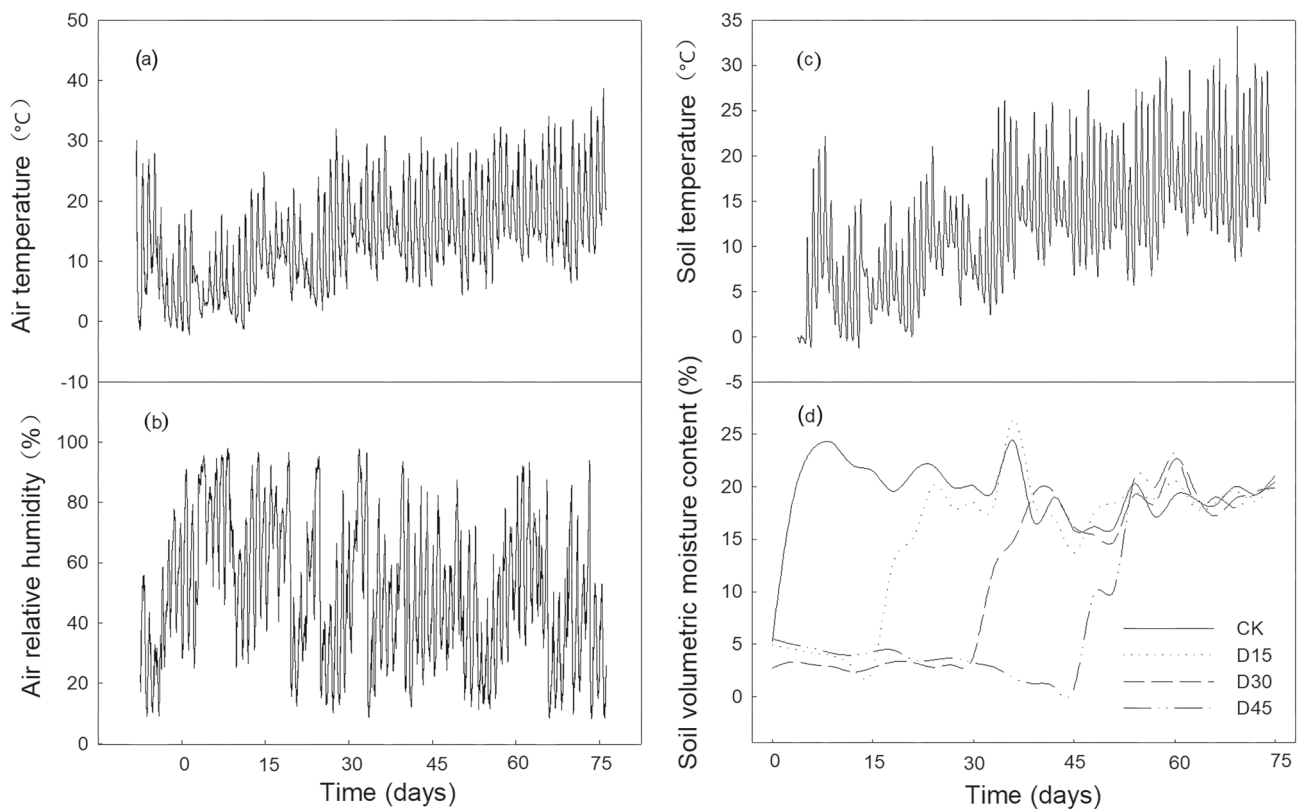 50
40
30
20
10
0
-10
Air temperature（℃）
(a)
100
80
60
40
20
0
Air relative humidity（%）
(b)
0 15 30 45 60 75
Time (days)
35
30
25
20
15
10
5
0
-5
Soil temperature（℃）
(c)
25
20
15
10
5
0
Soil volumetric moisture content (%)
(d)
CK
D15
D30
D45
0 15 30 45 60 75
Time (days)